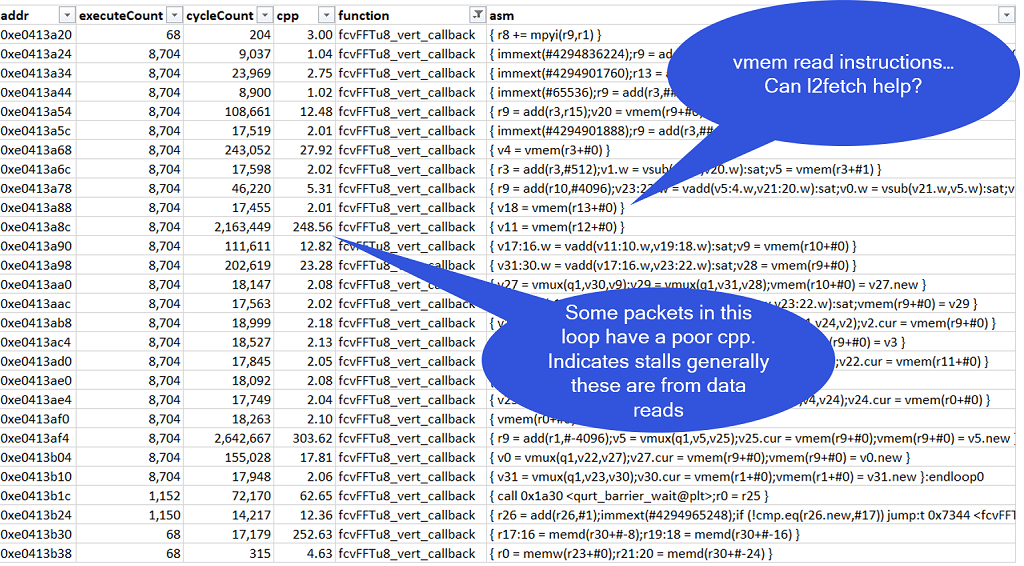 addr executeCount cycleCount cpp function asm
0xe0413a20 68 204 3.00 fcvFFTu8_vert_callback { r8 += mpyi(r9,r1) }
0xe0413a24 8,704 9,037 1.04 fcvFFTu8_vert_callback { immext(#4294836224);r9 = add(
0xe0413a34 8,704 23,969 2.75 fcvFFTu8_vert_callback { immext(#4294901760);r13 =
0xe0413a44 8,704 8,900 1.02 fcvFFTu8_vert_callback { immext(#65536);r9 = add(r3,##
0xe0413a54 8,704 108,661 12.48 fcvFFTu8_vert_callback { r9 = add(r3,r15);v20 = vmem(r9+#0)
0xe0413a5c 8,704 17,519 2.01 fcvFFTu8_vert_callback { immext(#4294901888);r9 = add(r3,##
0xe0413a68 8,704 243,052 27.92 fcvFFTu8_vert_callback { v4 = vmem(r3+#0) }
0xe0413a6c 8,704 17,598 2.02 fcvFFTu8_vert_callback { r3 = add(r3,#512);v1.w = vsub( v20.w):sat;v5 = vmem(r3+#1) }
0xe0413a78 8,704 46,220 5.31 fcvFFTu8_vert_callback { r9 = add(r10,#4096);v23:22.w = vadd(v5:4.w,v21:20.w):sat;v0.w = vsub(v21.w,v5.w):sat;v
0xe0413a88 8,704 17,455 2.01 fcvFFTu8_vert_callback { v18 = vmem(r13+#0) }
0xe0413a8c 8,704 2,163,449 248.56 fcvFFTu8_vert_callback { v11 = vmem(r12+#0) }
0xe0413a90 8,704 111,611 12.82 fcvFFTu8_vert_callback { v17:16.w = vadd(v11:10.w,v19:18.w):sat;v9 = vmem(r10+#0) }
0xe0413a98 8,704 202,619 23.28 fcvFFTu8_vert_callback { v31:30.w = vadd(v17:16.w,v23:22.w):sat;v28 = vmem(r9+#0) }
0xe0413aa0 8,704 18,147 2.08 fcvFFTu8_vert_callback { v27 = vmux(q1,v30,v9);v29 = vmux(q1,v31,v28);vmem(r10+#0) = v27.new }
0xe0413aac 8,704 17,563 2.02 fcvFFTu8_vert_callback v23:22.w):sat;vmem(r9+#0) = v29 }
0xe0413ab8 8,704 18,999 2.18 fcvFFTu8_vert_callback { v v24,v2);v2.cur = vmem(r9+#0) }
0xe0413ac4 8,704 18,527 2.13 fcvFFTu8_vert_callback (r9+#0) = v3 }
0xe0413ad0 8,704 17,845 2.05 fcvFFTu8_vert_callback v22.cur = vmem(r11+#0) }
0xe0413ae0 8,704 18,092 2.08 fcvFFTu8_vert_callback
0xe0413ae4 8,704 17,749 2.04 fcvFFTu8_vert_callback v4,v24);v24.cur = vmem(r0+#0) }
0xe0413af0 8,704 18,263 2.10 fcvFFTu8_vert_callback { vmem(r0+#0)
0xe0413af4 8,704 2,642,667 303.62 fcvFFTu8_vert_callback { r9 = add(r1,#-4096);v5 = vmux(q1,v5,v25);v25.cur = vmem(r9+#0);vmem(r9+#0) = v5.new }
0xe0413b04 8,704 155,028 17.81 fcvFFTu8_vert_callback { v0 = vmux(q1,v22,v27);v27.cur = vmem(r9+#0);vmem(r9+#0) = v0.new }
0xe0413b10 8,704 17,948 2.06 fcvFFTu8_vert_callback { v31 = vmux(q1,v23,v30);v30.cur = vmem(r1+#0);vmem(r1+#0) = v31.new }:endloop0
0xe0413b1c 1,152 72,170 62.65 fcvFFTu8_vert_callback { call 0x1a30 <qurt_barrier_wait@plt>;r0 = r25 }
0xe0413b24 1,150 14,217 12.36 fcvFFTu8_vert_callback { r26 = add(r26,#1);immext(#4294965248);if (!cmp.eq(r26.new,#17)) jump:t 0x7344 <fcvFFT
0xe0413b30 68 17,179 252.63 fcvFFTu8_vert_callback { r17:16 = memd(r30+#-8);r19:18 = memd(r30+#-16) }
0xe0413b38 68 315 4.63 fcvFFTu8_vert_callback { r0 = memw(r23+#0);r21:20 = memd(r30+#-24) }
vmem read instructions…
Can l2fetch help?
Some packets in this
loop have a poor cpp.
Indicates stalls generally
these are from data
reads